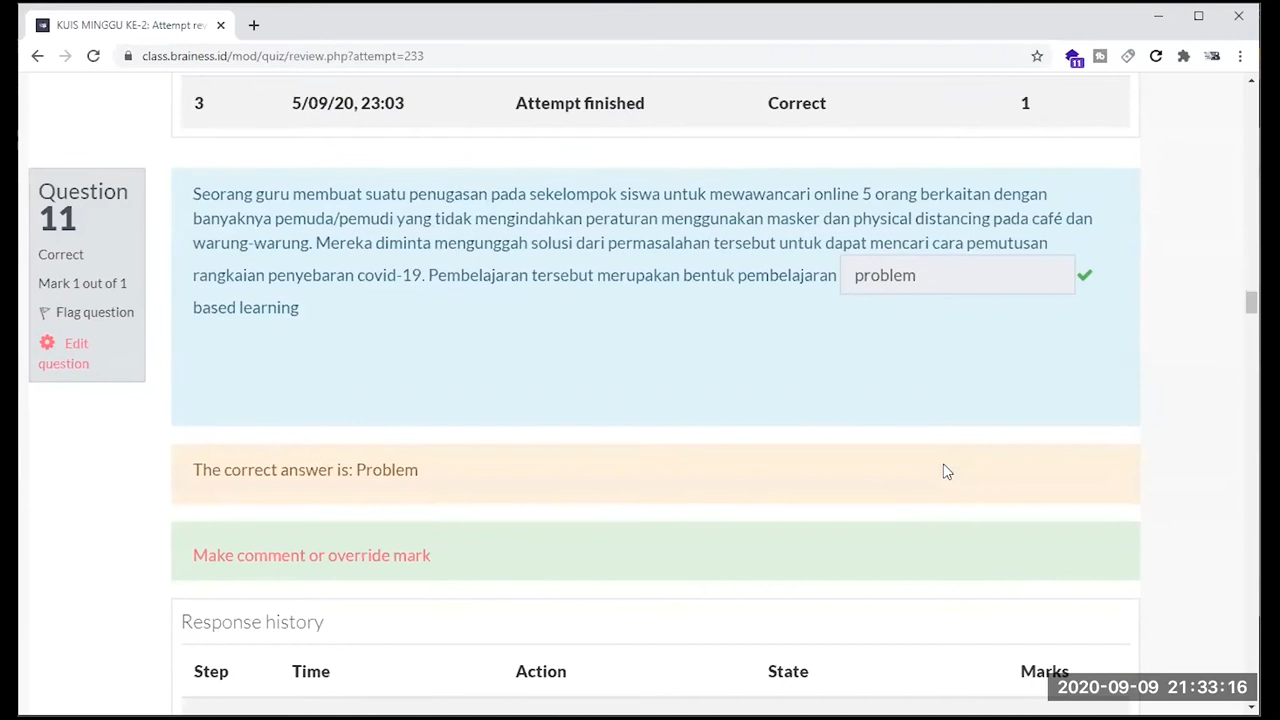 KUIS MINGGU KE-2: Attempt rev
class.brainess.id/mod/quiz/review.php?attempt=233
11
3 5/09/20, 23:03 Attempt finished Correct 1
Question
11
Correct
Mark 1 out of 1
Flag question
Edit
question
Seorang guru membuat suatu penugasan pada sekelompok siswa untuk mewawancari online 5 orang berkaitan dengan
banyaknya pemuda/pemudi yang tidak mengindahkan peraturan menggunakan masker dan physical distancing pada café dan
warung-warung. Mereka diminta mengunggah solusi dari permasalahan tersebut untuk dapat mencari cara pemutusan
rangkaian penyebaran covid-19. Pembelajaran tersebut merupakan bentuk pembelajaran problem
based learning
The correct answer is: Problem
Make comment or override mark
Response history
Step Time Action State Marks
2020-09-09 21:33:16